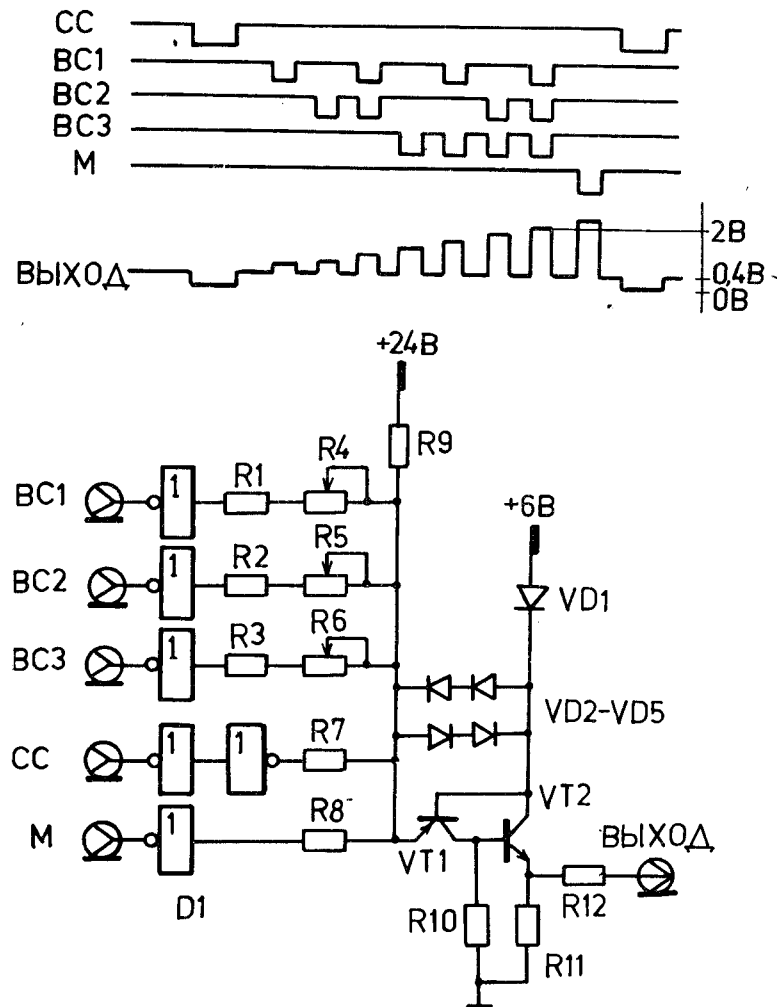 СС
ВС1
ВС2
ВС3
М
ВЫХОД
2В
0,4В
0В
+24В
R9
ВС1
1
R1
R4
ВС2
1
R2
R5
ВС3
1
R3
R6
+6В
VD1
VD2-VD5
СС
1
1
R7
М
1
R8
VT1
VT2
ВЫХОД
D1
R10
R11
R12